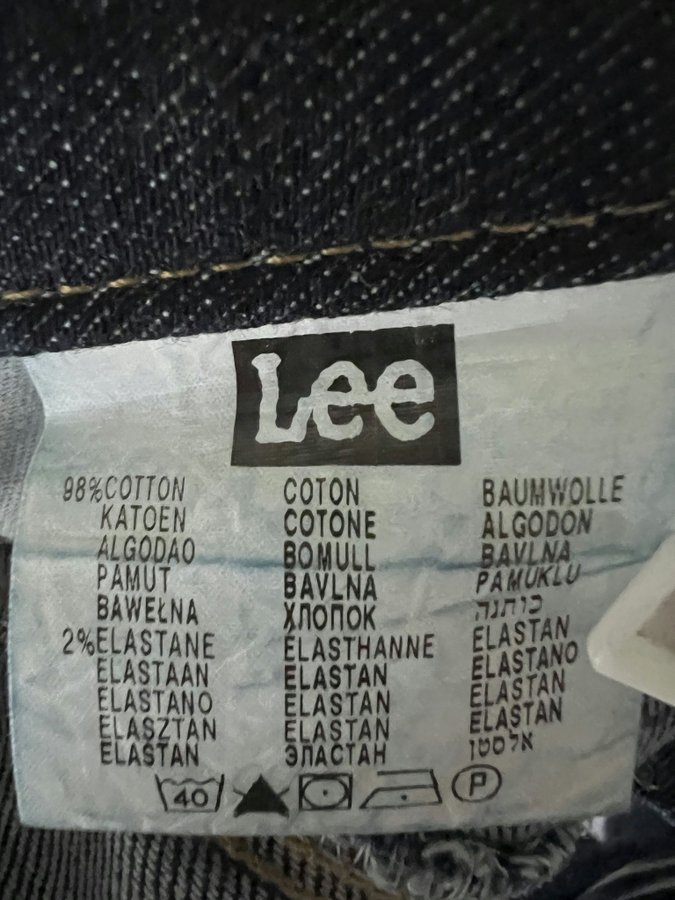 Lee
98% COTTON COTON BAUMWOLLE
KATOEN COTONE ALGODON
ALGODAO BOMULL BAVLNA
PAMUT BAVLNA PAMUKLU
BAWEŁNA ХЛОПОК כותנה
2% ELASTANE ELASTHANNE ELASTAN
ELASTAAN ELASTAN ELASTANO
ELASTANO ELASTAN ELASTAN
ELASZTAN ELASTAN ELASTAN
ELASTAN ЭЛАСТАН אלסטן
40 P